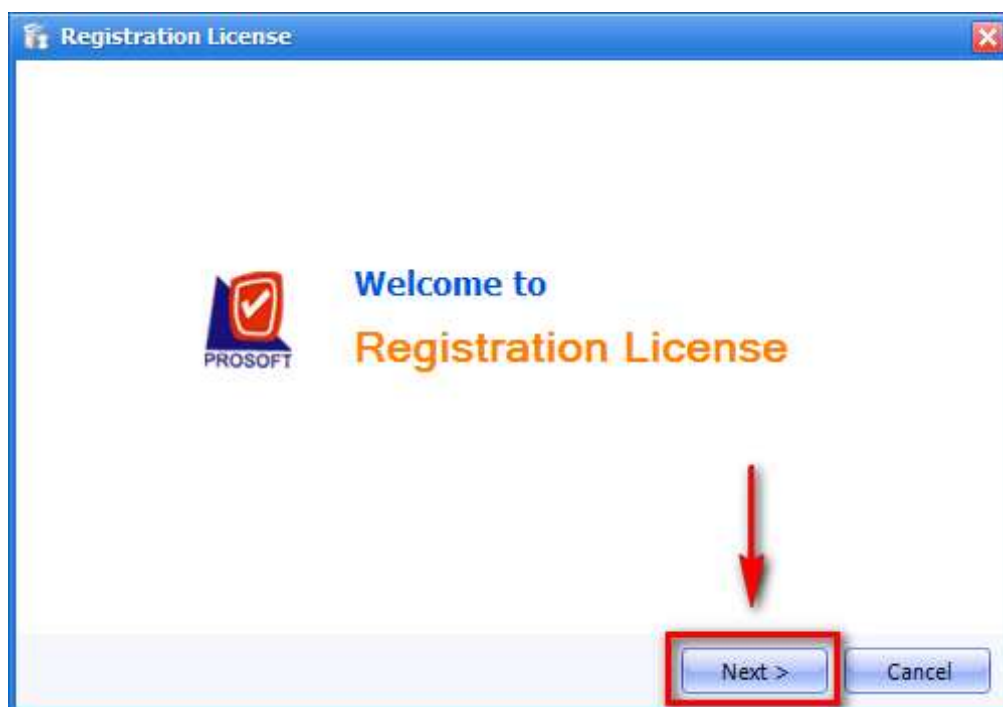 Registration License
Welcome to
PROSOFT
Registration License
Next >
Cancel